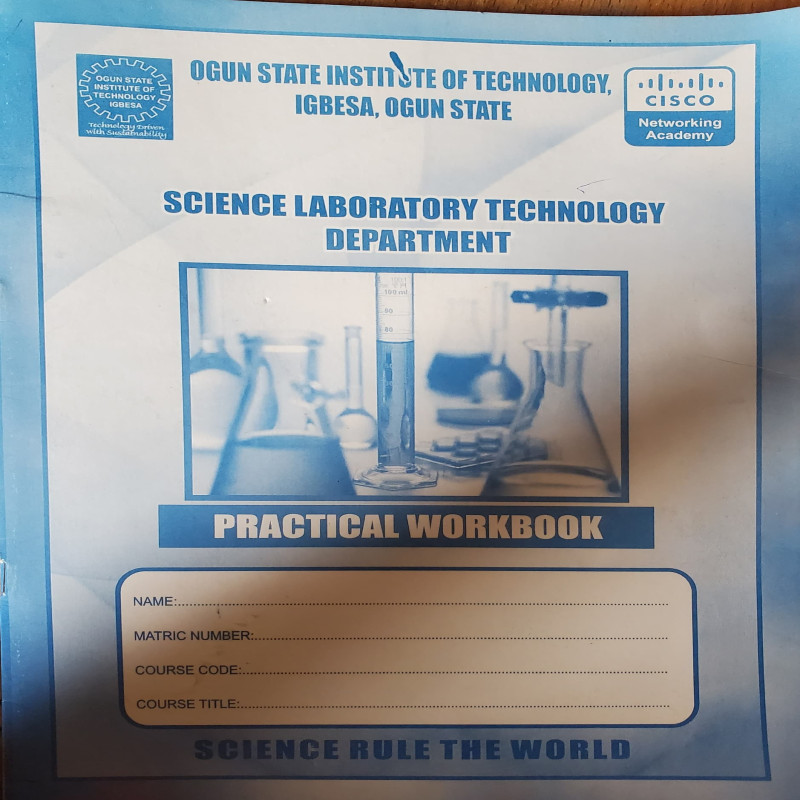 OGUN STATE
INSTITUTE OF
TECHNOLOGY
IGBESA
Technology Driven
with Sustainability
OGUN STATE INSTITUTE OF TECHNOLOGY,
IGBESA, OGUN STATE
CISCO
Networking
Academy
SCIENCE LABORATORY TECHNOLOGY
DEPARTMENT
100 ml
90
80
PRACTICAL WORKBOOK
NAME:
MATRIC NUMBER:
COURSE CODE:
COURSE TITLE:
SCIENCE RULE THE WORLD